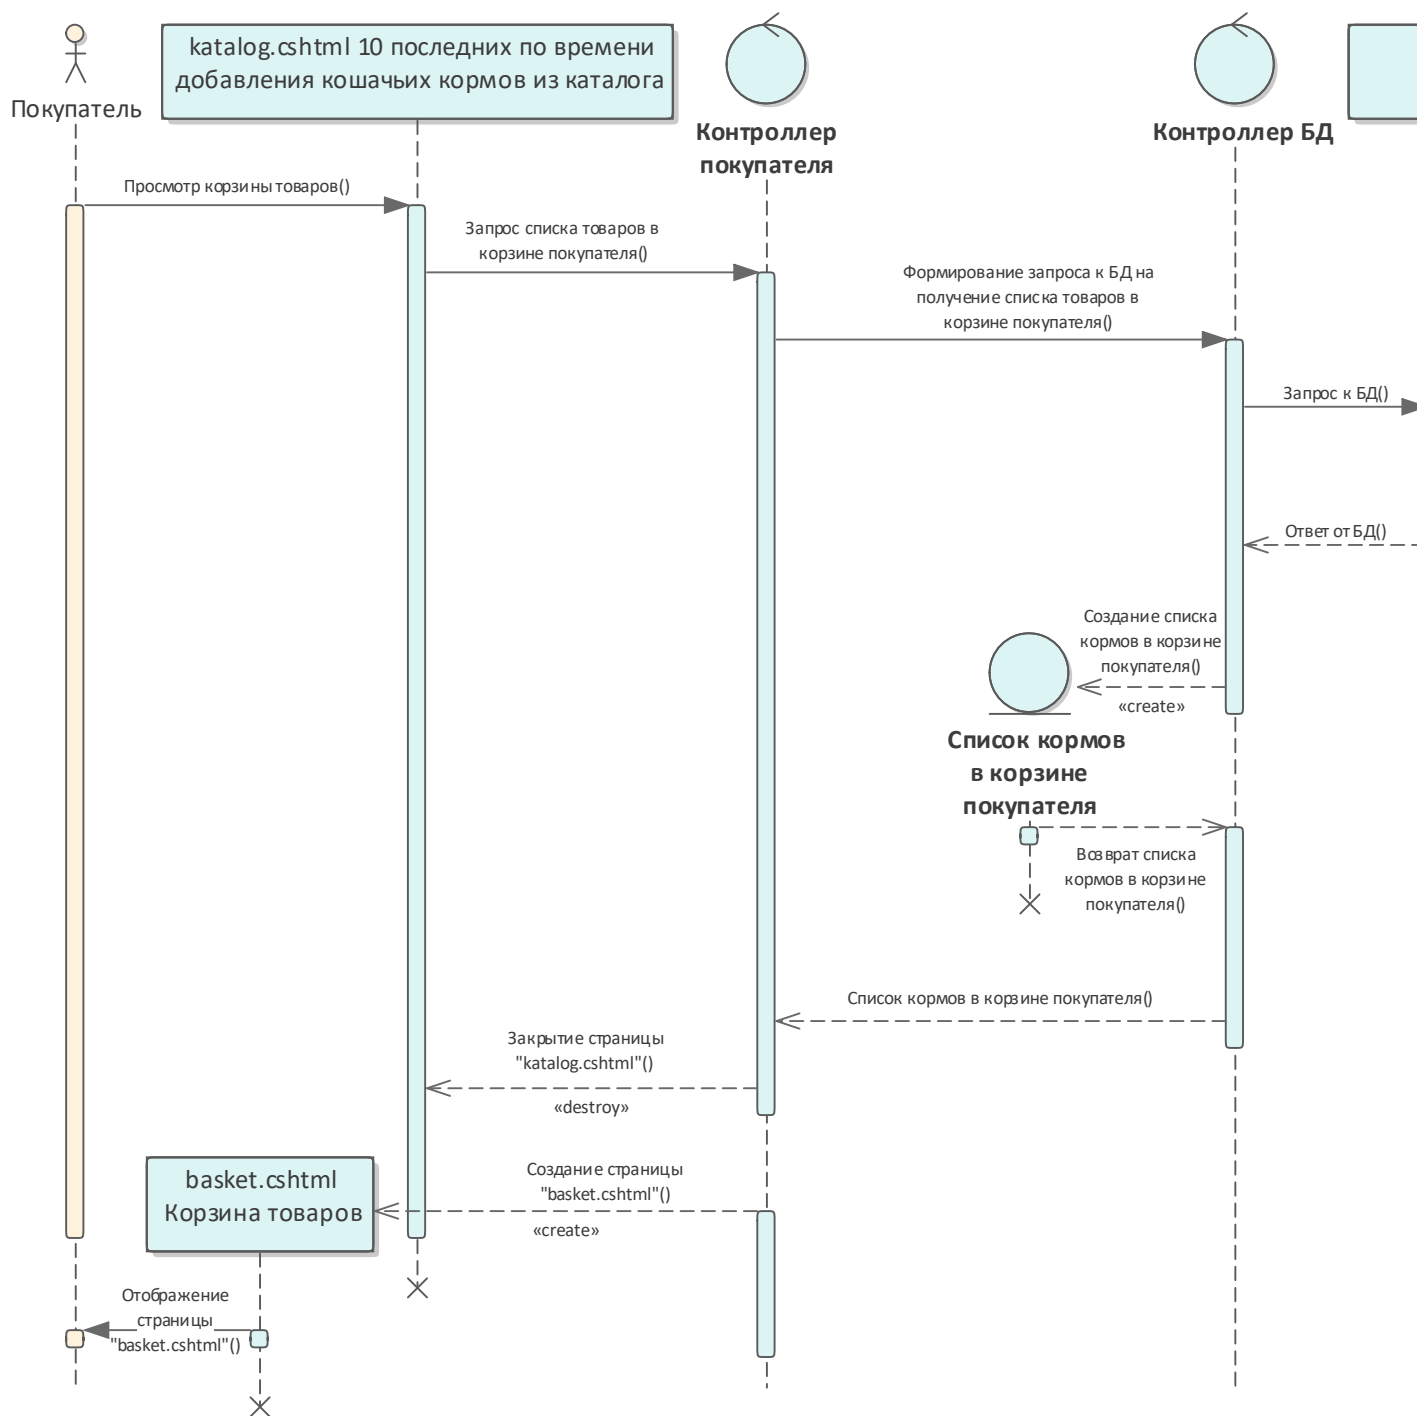 Покупатель
katalog.cshtml 10 последних по времени
добавления кошачьих кормов из каталога
Контроллер
покупателя
Контроллер БД
Просмотр корзины товаров()
Запрос списка товаров в
корзине покупателя()
Формирование запроса к БД на
получение списка товаров в
корзине покупателя()
Запрос к БД()
Ответ от БД()
Создание списка
кормов в корзине
покупателя()
«create»
Список кормов
в корзине
покупателя
Возврат списка
кормов в корзине
покупателя()
Список кормов в корзине покупателя()
Закрытие страницы
"katalog.cshtml"()
«destroy»
Создание страницы
"basket.cshtml"()
«create»
basket.cshtml
Корзина товаров
Отображение
страницы
"basket.cshtml"()